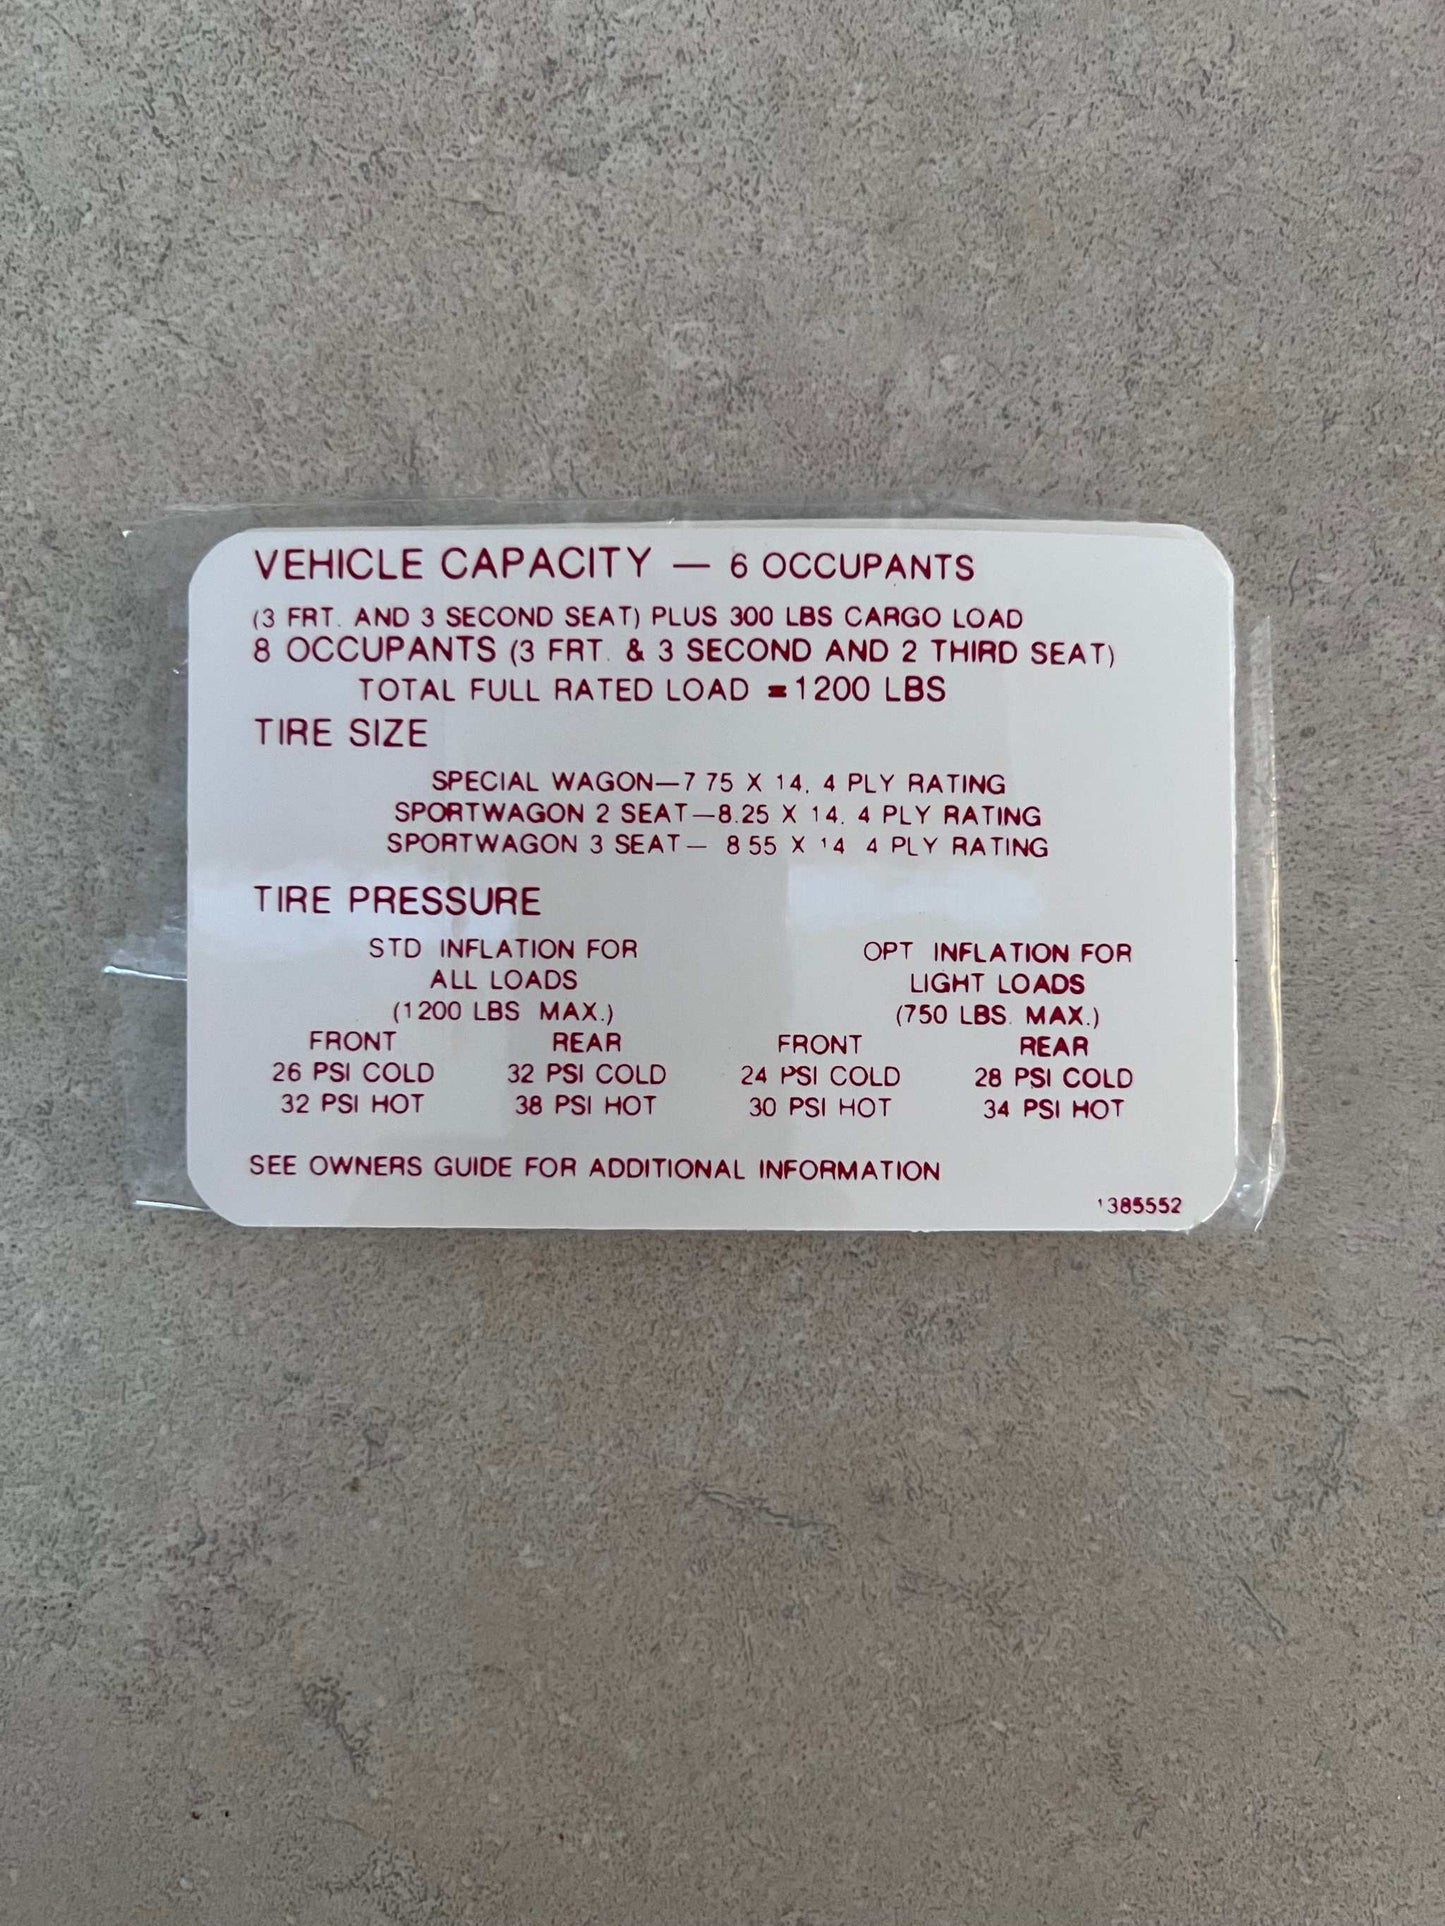 VEHICLE CAPACITY — 6 OCCUPANTS
(3 FRT. AND 3 SECOND SEAT) PLUS 300 LBS CARGO LOAD
8 OCCUPANTS (3 FRT. & 3 SECOND AND 2 THIRD SEAT)
TOTAL FULL RATED LOAD = 1200 LBS
TIRE SIZE
SPECIAL WAGON—7 75 X 14, 4 PLY RATING
SPORTWAGON 2 SEAT—8.25 X 14, 4 PLY RATING
SPORTWAGON 3 SEAT— 8 55 X 14 4 PLY RATING
TIRE PRESSURE
STD INFLATION FOR OPT INFLATION FOR
ALL LOADS LIGHT LOADS
(1200 LBS MAX.) (750 LBS. MAX.)
FRONT REAR FRONT REAR
26 PSI COLD 32 PSI COLD 24 PSI COLD 28 PSI COLD
32 PSI HOT 38 PSI HOT 30 PSI HOT 34 PSI HOT
SEE OWNERS GUIDE FOR ADDITIONAL INFORMATION
1385552